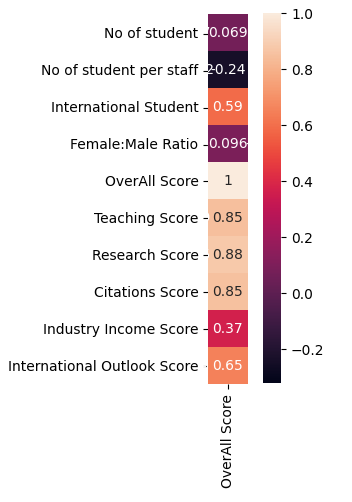 No of student 0.069
No of student per staff -0.24
International Student 0.59
Female:Male Ratio 0.096
OverAll Score 1
Teaching Score 0.85
Research Score 0.88
Citations Score 0.85
Industry Income Score 0.37
International Outlook Score 0.65
OverAll Score
1.0
0.8
0.6
0.4
0.2
0.0
−0.2